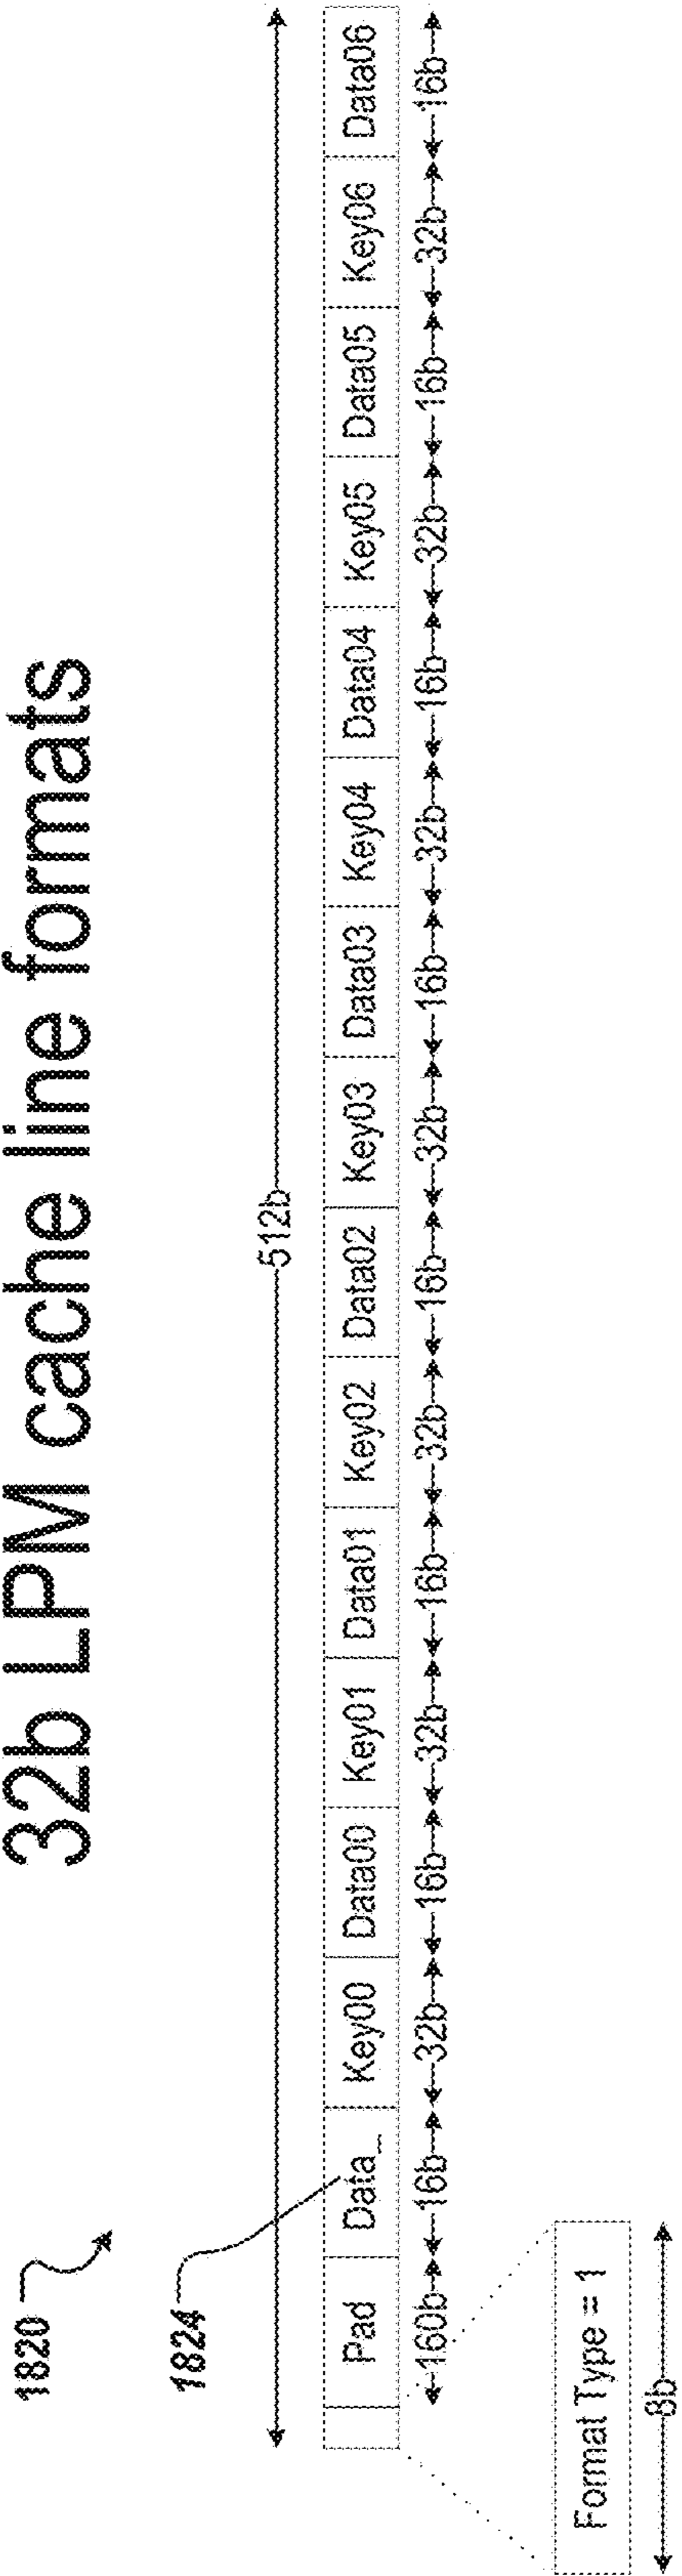 1820
32b LPM cache line formats
512b
1824
Pad Data_ Key00 Data00 Key01 Data01 Key02 Data02 Key03 Data03 Key04 Data04 Key05 Data05 Key06 Data06
160b 16b 32b 16b 32b 16b 32b 16b 32b 16b 32b 16b 32b 16b 32b 16b
Format Type = 1
8b